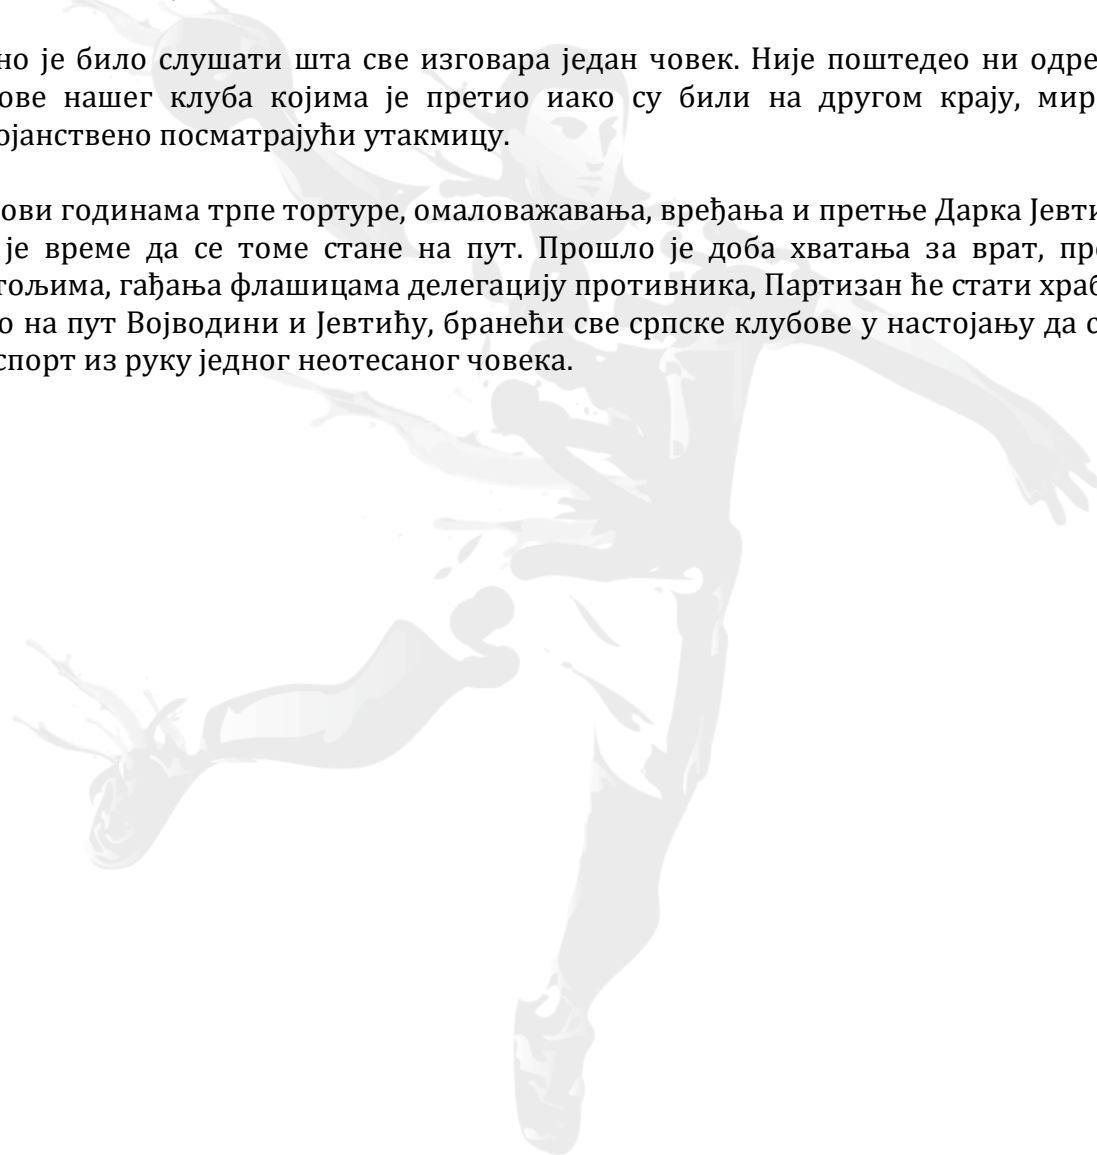 но је било слушати шта све изговара један човек. Није поштедео ни одре
ове нашег клуба којима је претио иако су били на другом крају, мир
ојанствено посматрајући утакмицу.
ови годинама трпе тортуре, омаловажавања, вређања и претње Дарка Јевти
је време да се томе стане на пут. Прошло је доба хватања за врат, пре
тољима, гађања флашицама делегацију противника, Партизан ће стати храб
о на пут Војводини и Јевтићу, бранећи све српске клубове у настојању да с
спорт из руку једног неотесаног човека.